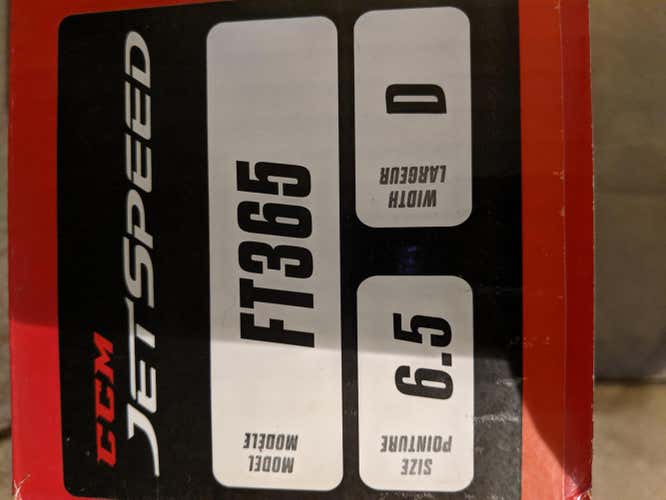 CCM
JETSPEED
MODEL
MODÈLE
FT365
SIZE
POINTURE
6.5
WIDTH
LARGEUR
D